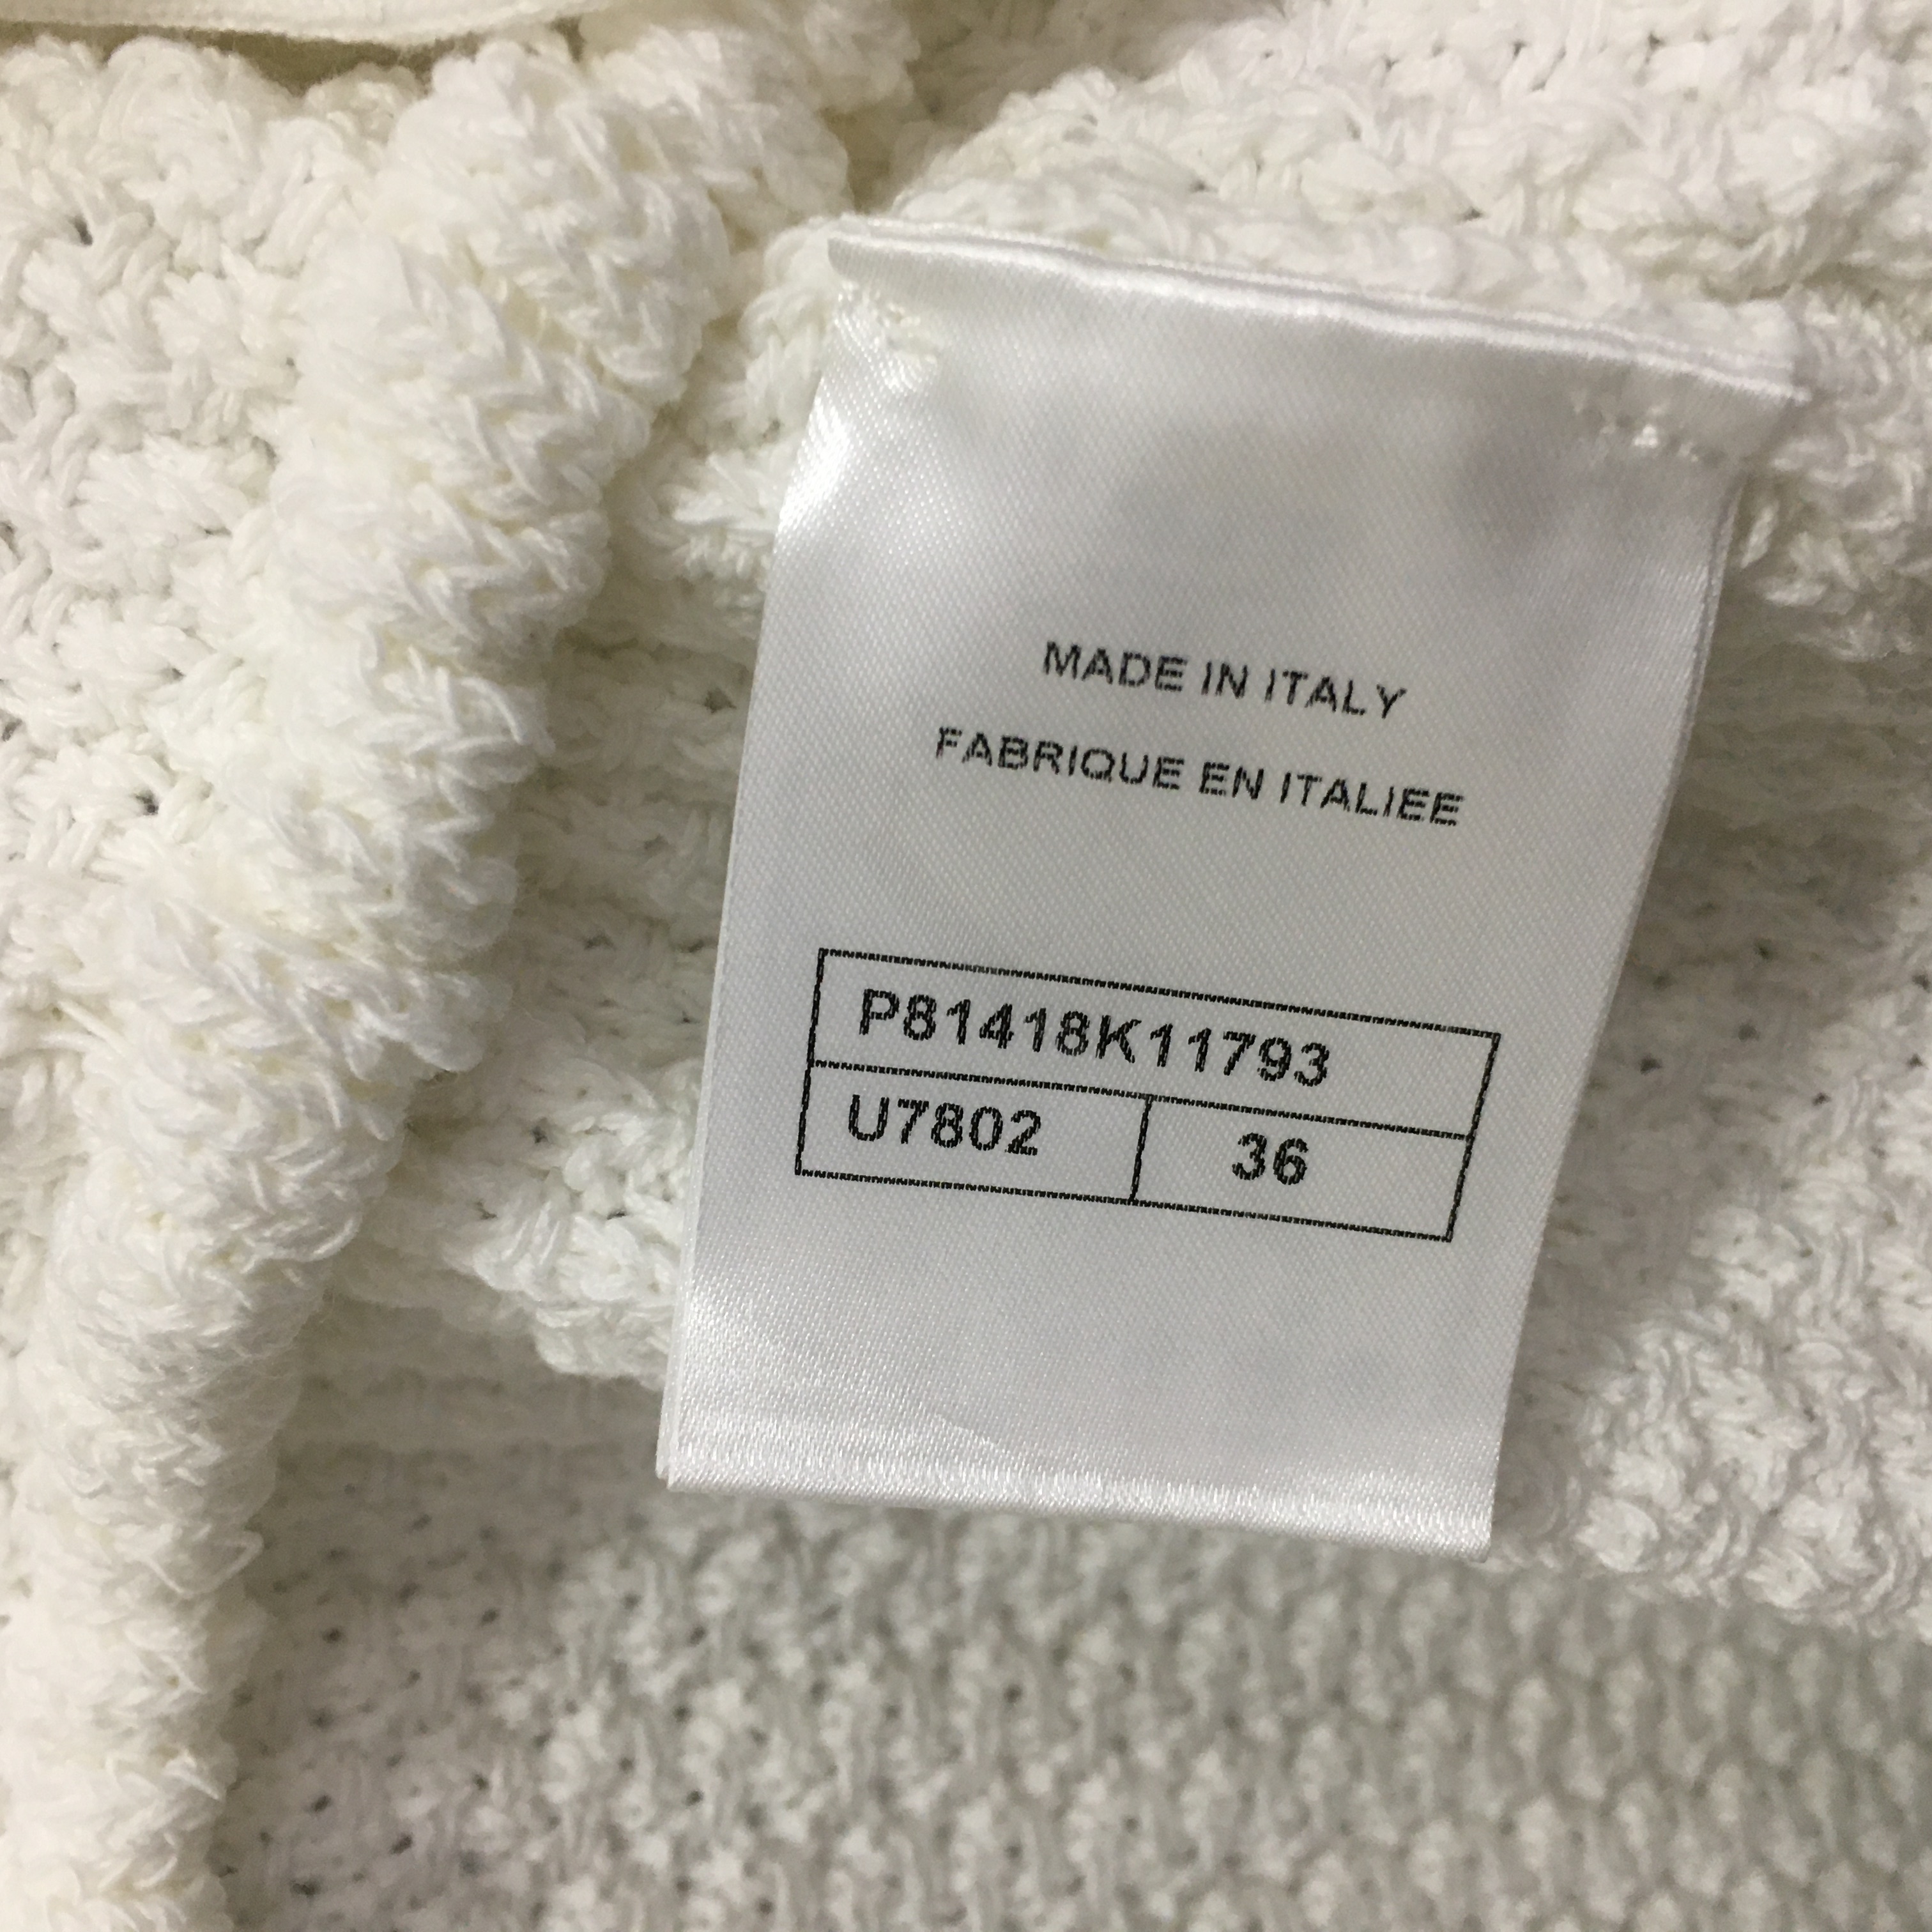 MADE IN ITALY
FABRIQUE EN ITALIEE
P81418K11793
U7802 36